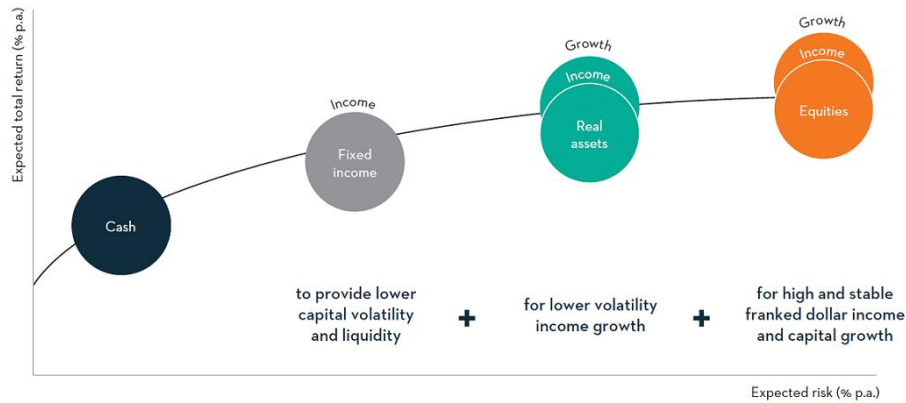 Expected total return (% p.a.)
Growth
Income
Equities
Growth
Income
Real
assets
Income
Fixed
income
Cash
to provide lower
capital volatility
and liquidity
+
for lower volatility
income growth
+
for high and stable
franked dollar income
and capital growth
Expected risk (% p.a.)